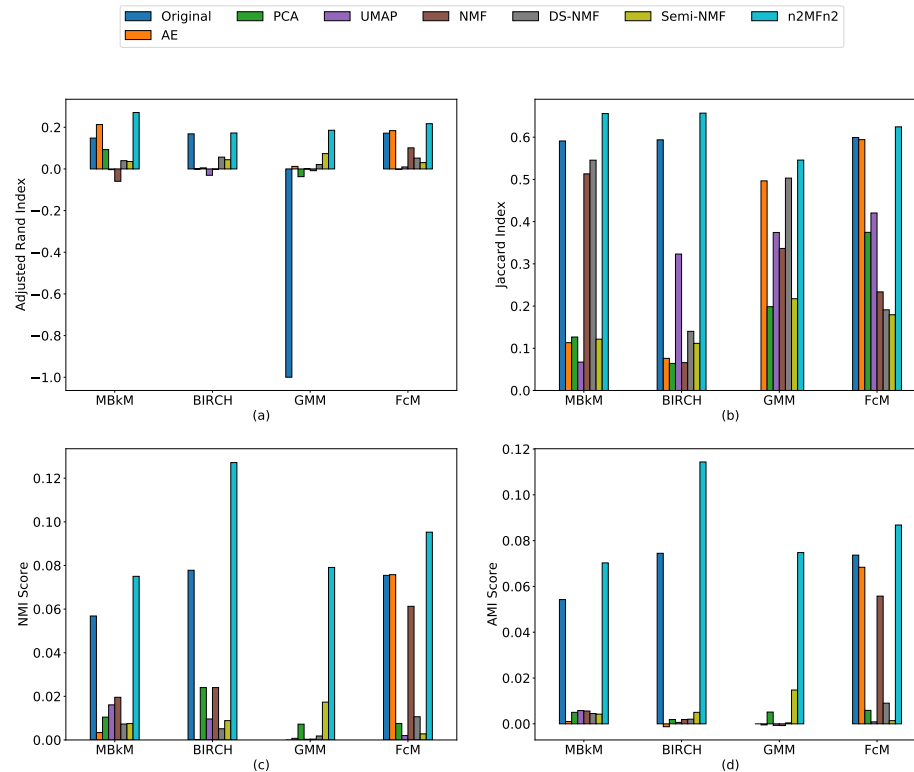 Original PCA UMAP NMF DS-NMF Semi-NMF n2MFn2
AE
0.2
0.0
−0.2
−0.4
−0.6
−0.8
−1.0
Adjusted Rand Index
MBkM BIRCH GMM FcM
(a)
0.6
0.5
0.4
0.3
0.2
0.1
0.0
Jaccard Index
MBkM BIRCH GMM FcM
(b)
0.12
0.10
0.08
0.06
0.04
0.02
0.00
NMI Score
MBkM BIRCH GMM FcM
(c)
0.12
0.10
0.08
0.06
0.04
0.02
0.00
AMI Score
MBkM BIRCH GMM FcM
(d)